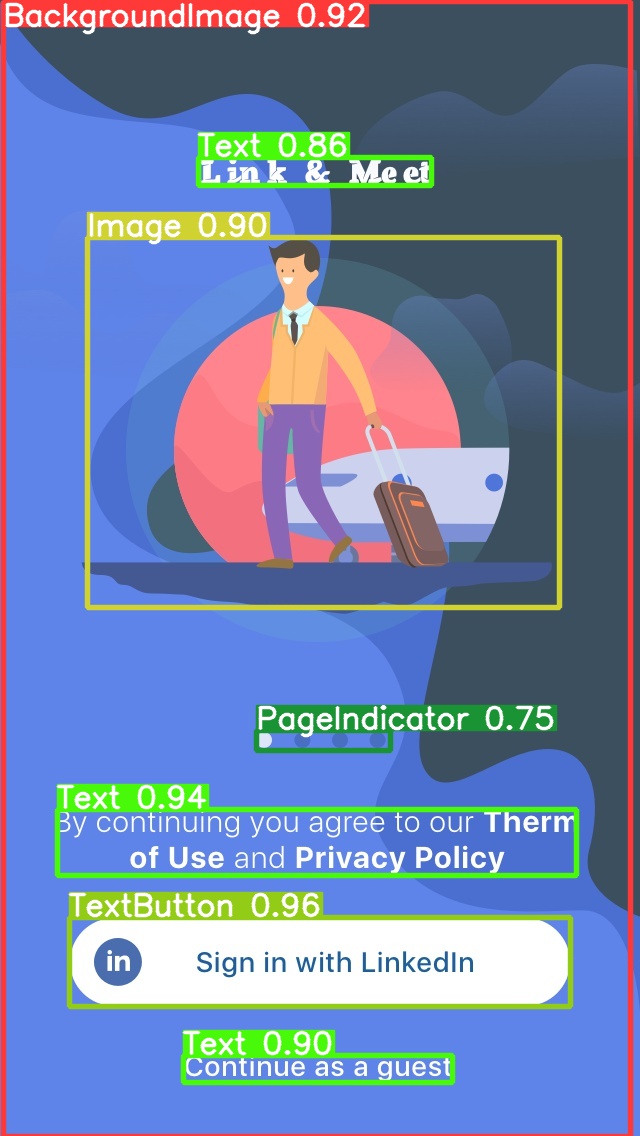 BackgroundImage 0.92
Text 0.86
Link & Meet
Image 0.90
PageIndicator 0.75
Text 0.94
By continuing you agree to our Therm
of Use and Privacy Policy
TextButton 0.96
in Sign in with LinkedIn
Text 0.90
Continue as a guest